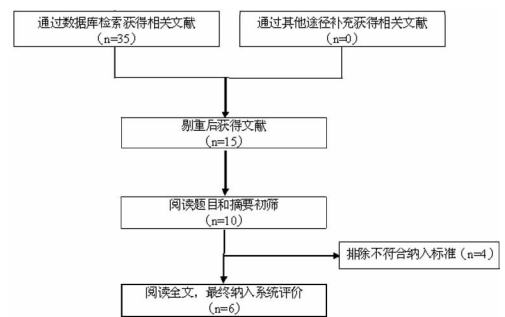 通过数据库检索获得相关文献
(n=35)
通过其他途径补充获得相关文献
(n=0)
剔重后获得文献
(n=15)
阅读题目和摘要初筛
(n=10)
排除不符合纳入标准(n=4)
阅读全文，最终纳入系统评价
(n=6)